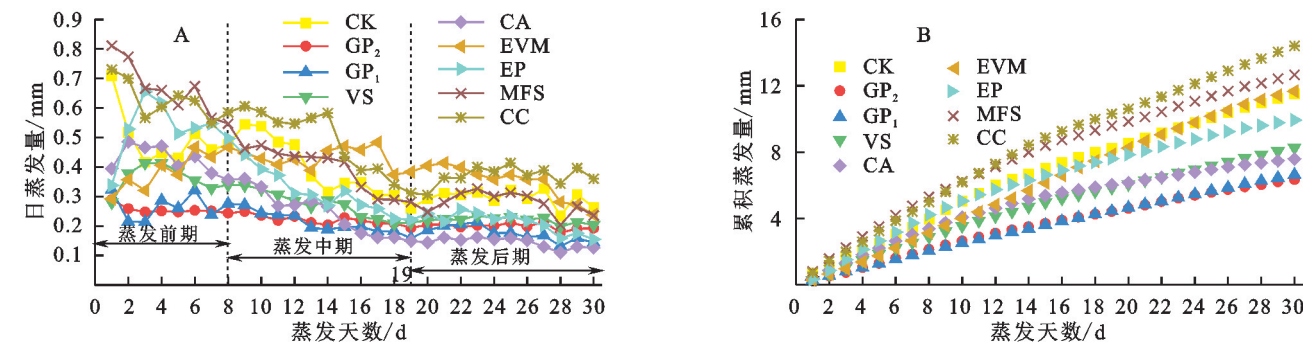 A
日蒸发量/mm
0.9
0.8
0.7
0.6
0.5
0.4
0.3
0.2
0.1
CK
GP₂
GP₁
VS
CA
EVM
EP
MFS
CC
蒸发前期
蒸发中期
蒸发后期
19
0 2 4 6 8 10 12 14 16 18 20 22 24 26 28 30
蒸发天数/d
B
累积蒸发量/mm
16
12
8
4
CK
GP₂
GP₁
VS
CA
EVM
EP
MFS
CC
0 2 4 6 8 10 12 14 16 18 20 22 24 26 28 30
蒸发天数/d